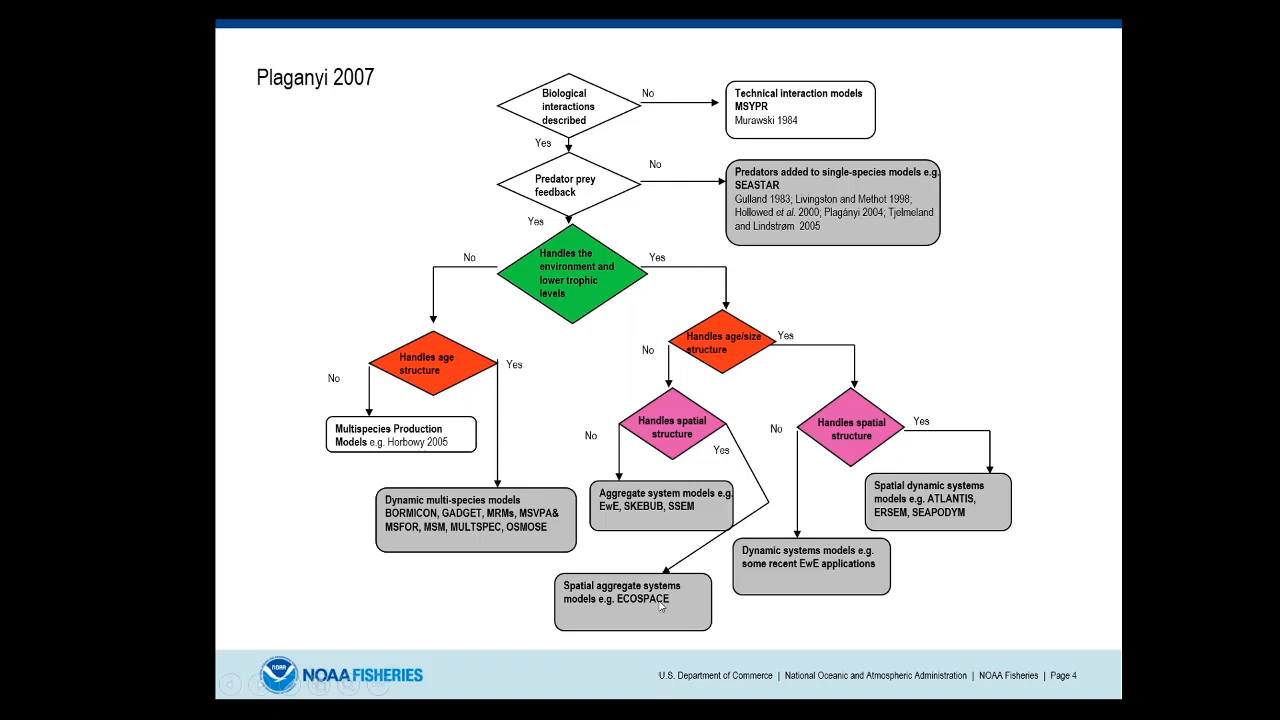 Plaganyi 2007
Biological
interactions
described
No
Technical interaction models
MSYPR
Murawski 1984
Yes
Predator prey
feedback
No
Predators added to single-species models e.g.
SEASTAR
Gulland 1983; Livingston and Methot 1998;
Hollowed et al. 2000; Plagányi 2004; Tjelmeland
and Lindstrøm 2005
Yes
Handles the
environment and
lower trophic
levels
No
Yes
Handles age/size
structure
No
Yes
Handles age
structure
No
Yes
Multispecies Production
Models e.g. Horbowy 2005
Handles spatial
structure
No
Yes
Handles spatial
structure
No
Yes
Dynamic multi-species models
BORMICON, GADGET, MRMs, MSVPA&
MSFOR, MSM, MULTSPEC, OSMOSE
Aggregate system models e.g.
EwE, SKEBUB, SSEM
Spatial dynamic systems
models e.g. ATLANTIS,
ERSEM, SEAPODYM
Dynamic systems models e.g.
some recent EwE applications
Spatial aggregate systems
models e.g. ECOSPACE
NOAA
NOAA FISHERIES
U.S. Department of Commerce | National Oceanic and Atmospheric Administration | NOAA Fisheries | Page 4